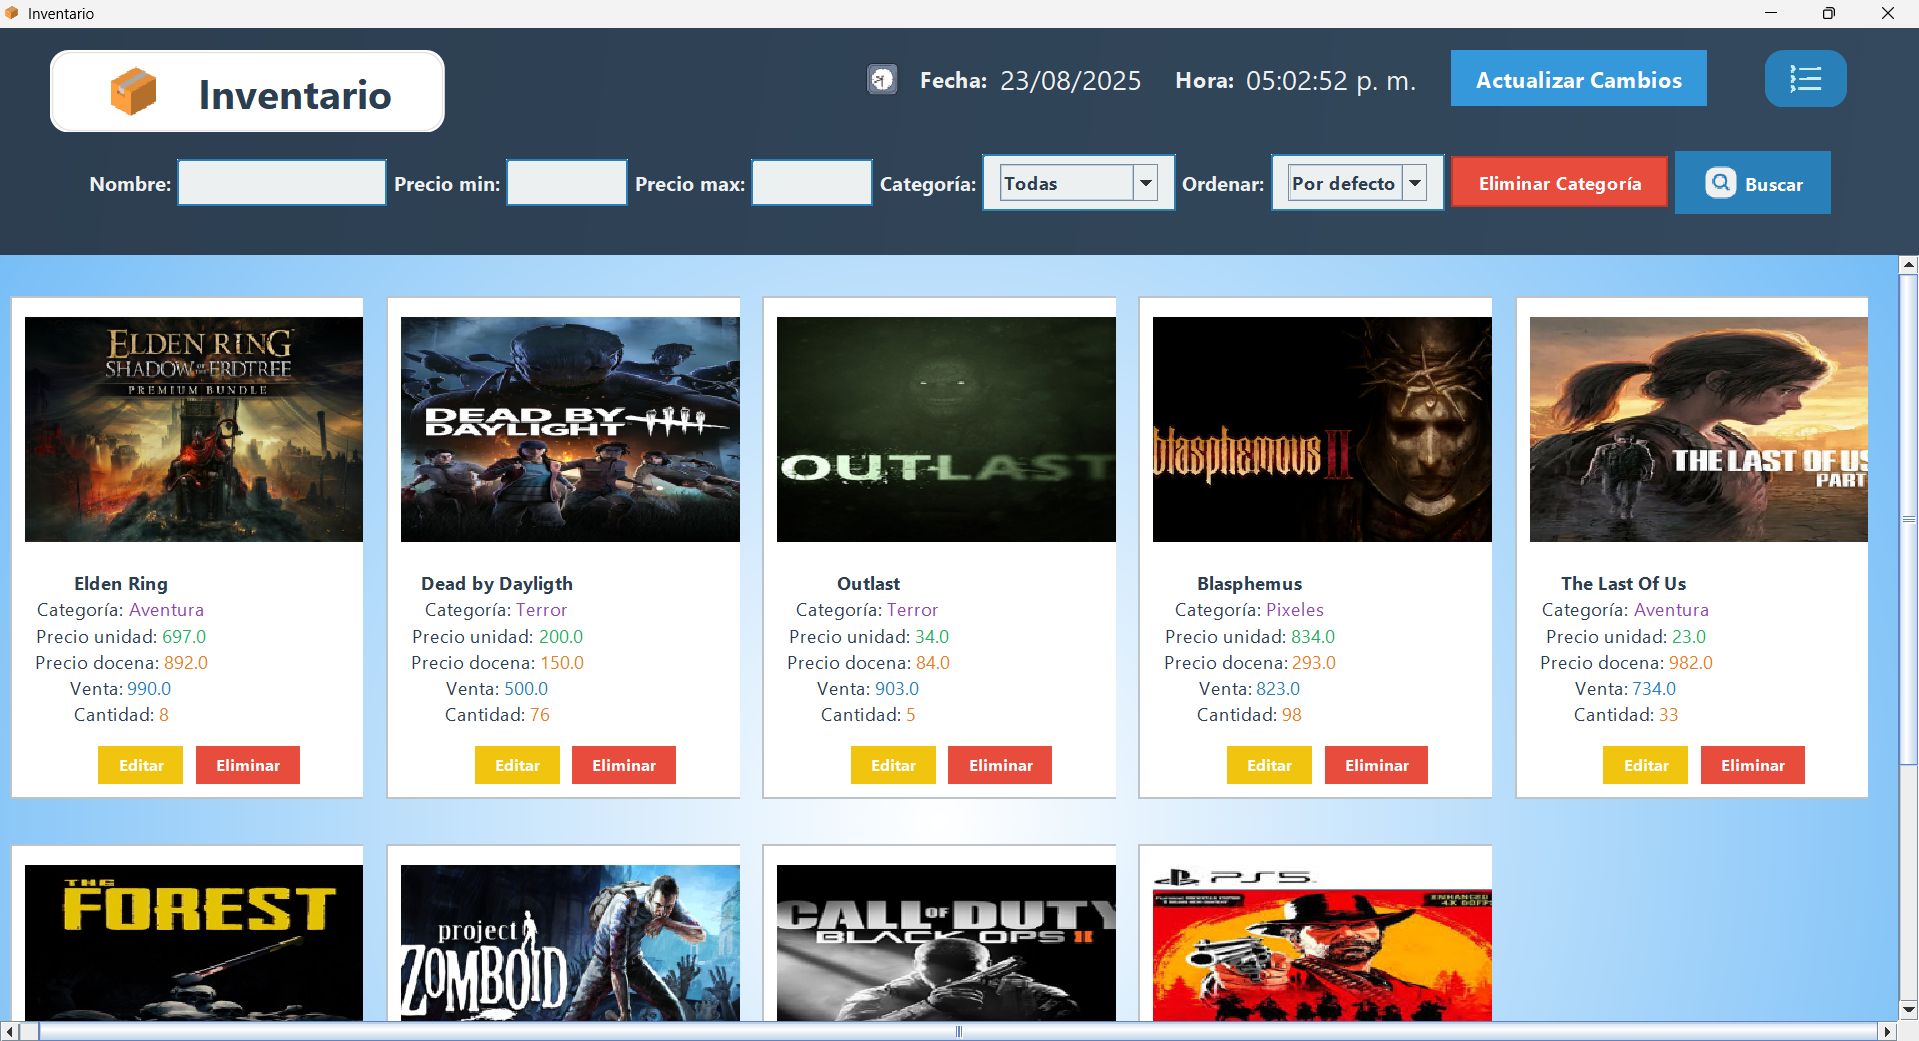 Inventario
Inventario
Fecha: 23/08/2025 Hora: 05:02:52 p. m. Actualizar Cambios
Nombre: Precio min: Precio max: Categoría: Todas Ordenar: Por defecto Eliminar Categoría Buscar
ELDEN RING
SHADOW OF THE ERDTREE
PREMIUM BUNDLE
Elden Ring
Categoría: Aventura
Precio unidad: 697.0
Precio docena: 892.0
Venta: 990.0
Cantidad: 8
Editar Eliminar
DEAD BY
DAYLIGHT
Dead by Dayligth
Categoría: Terror
Precio unidad: 200.0
Precio docena: 150.0
Venta: 500.0
Cantidad: 76
Editar Eliminar
OUTLAST
Outlast
Categoría: Terror
Precio unidad: 34.0
Precio docena: 84.0
Venta: 903.0
Cantidad: 5
Editar Eliminar
blasphemous II
Blasphemus
Categoría: Pixeles
Precio unidad: 834.0
Precio docena: 293.0
Venta: 823.0
Cantidad: 98
Editar Eliminar
THE LAST OF US
PART
The Last Of Us
Categoría: Aventura
Precio unidad: 23.0
Precio docena: 982.0
Venta: 734.0
Cantidad: 33
Editar Eliminar
THE
FOREST
project
ZOMBOID
CALL OF DUTY
BLACK OPS II
PS5
ENHANCED